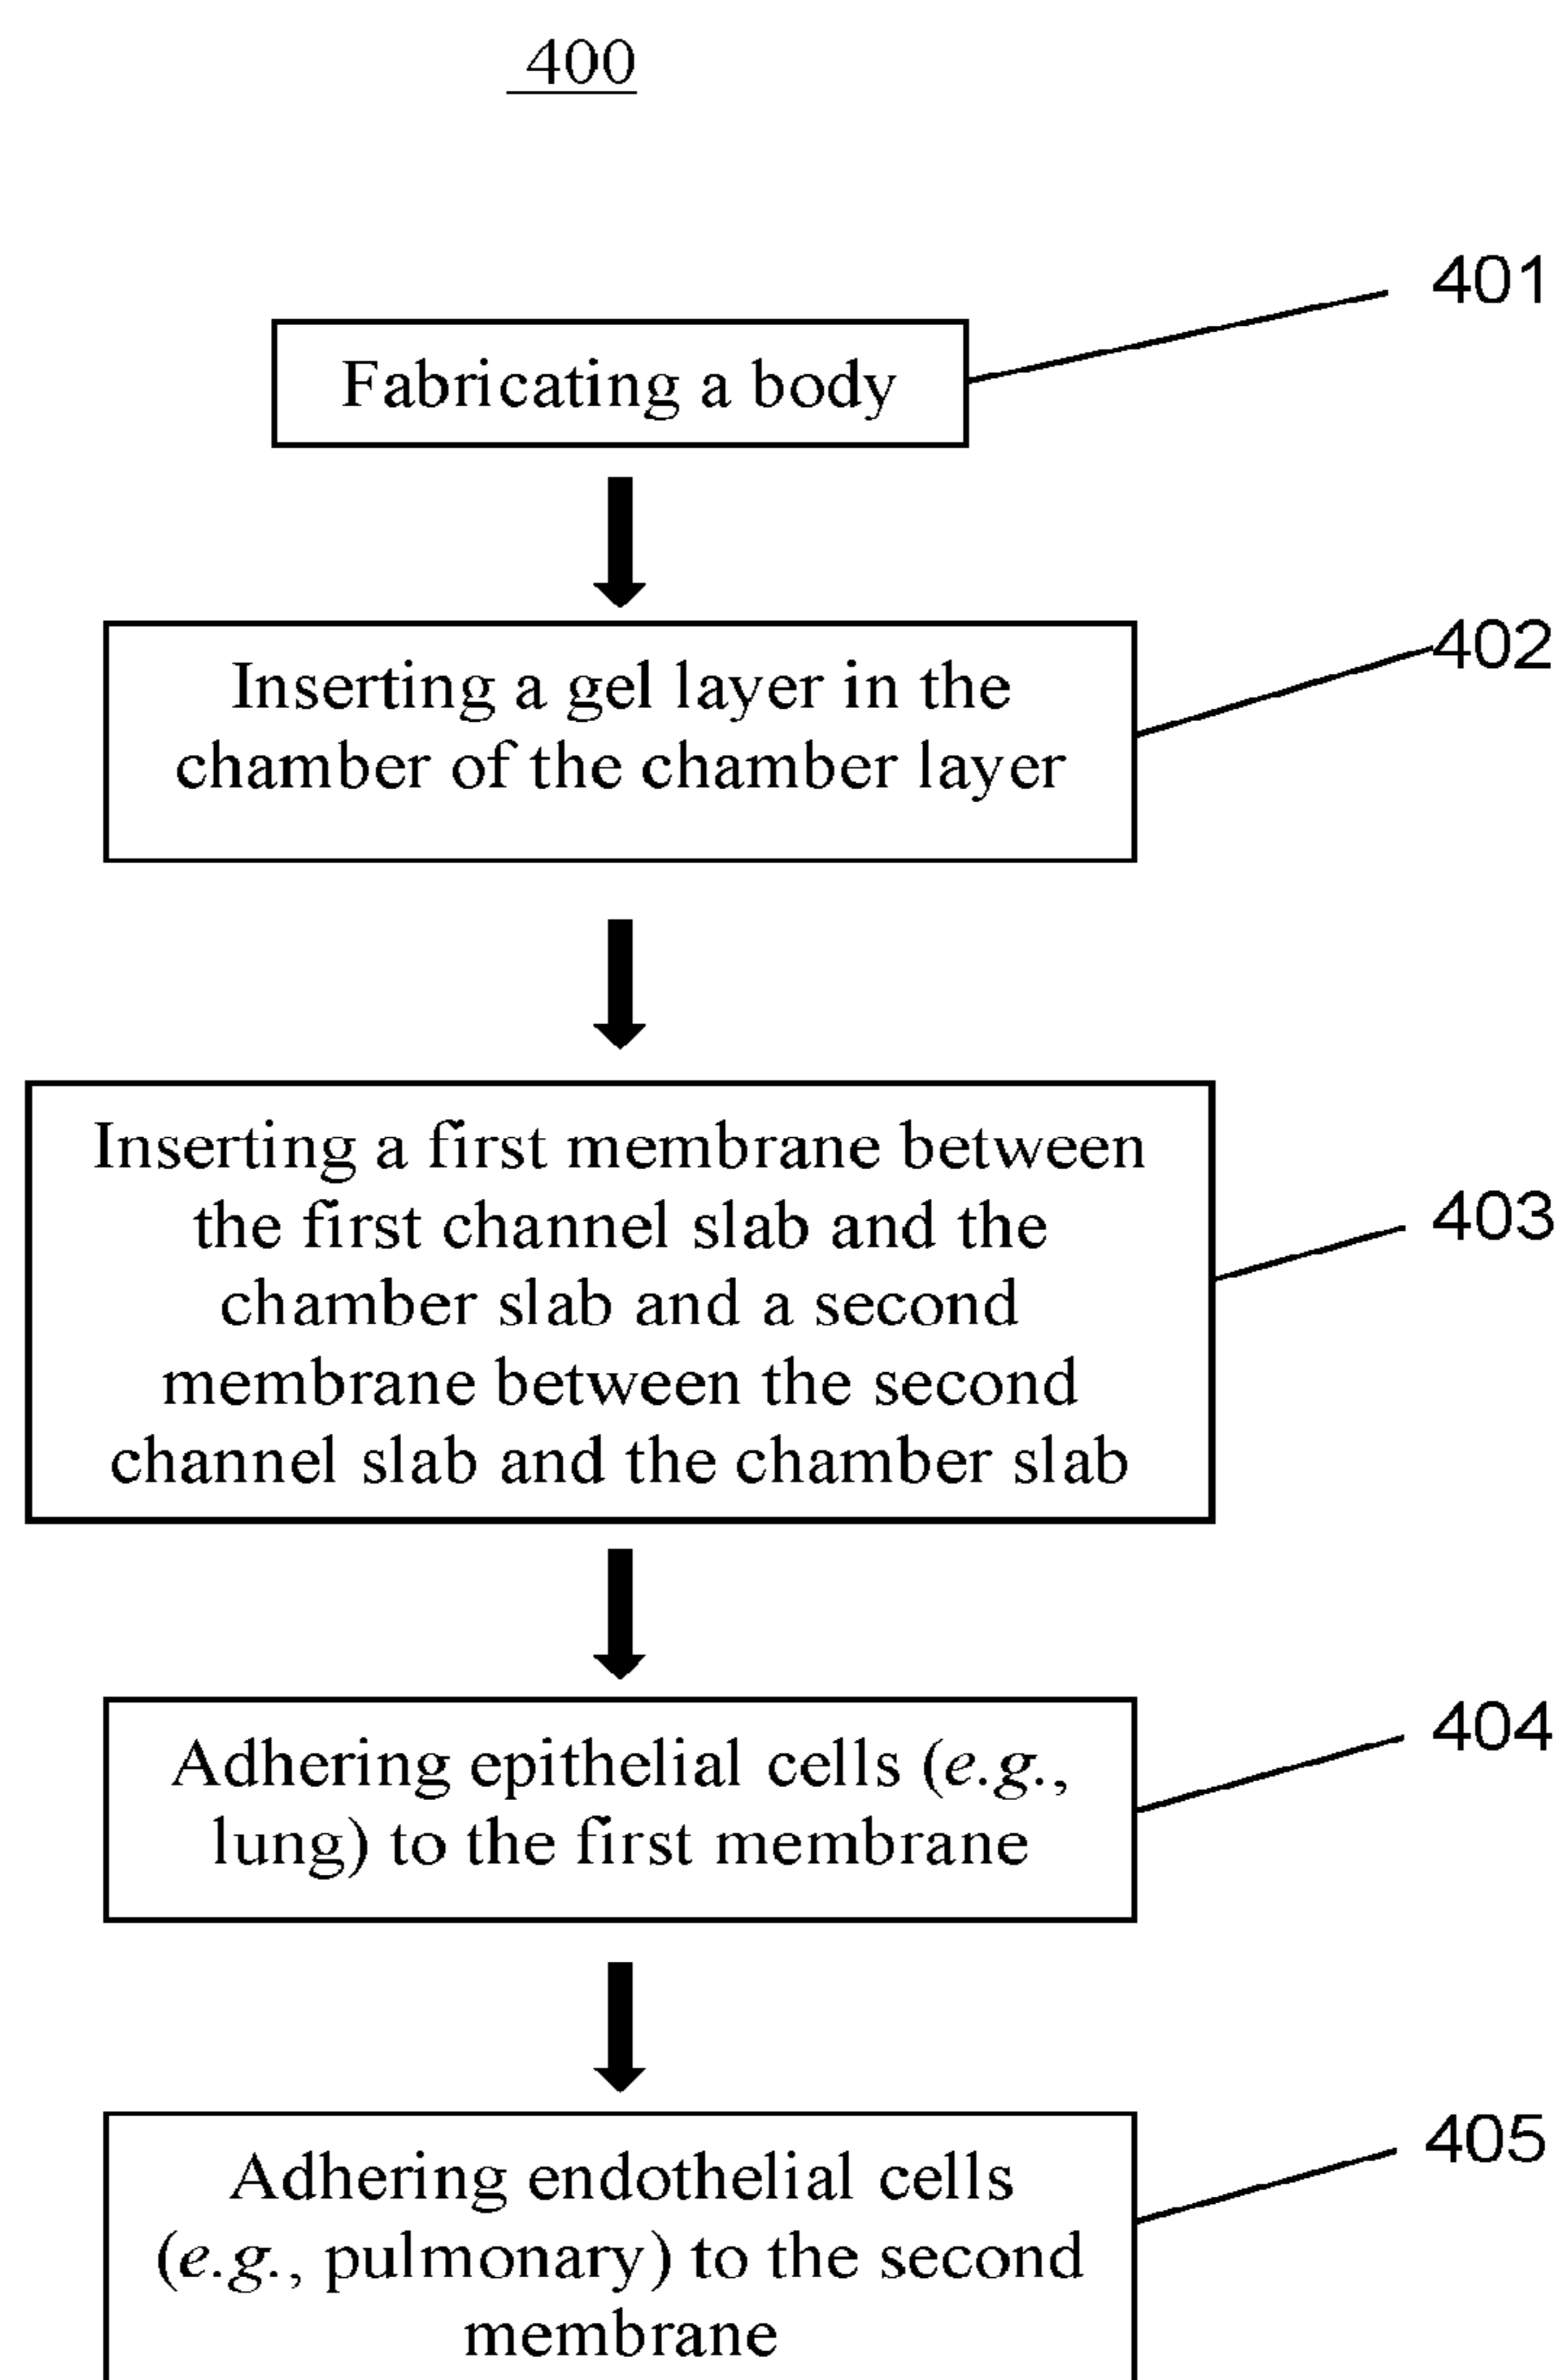 400
401
Fabricating a body
402
Inserting a gel layer in the
chamber of the chamber layer
Inserting a first membrane between
the first channel slab and the
403
chamber slab and a second
membrane between the second
channel slab and the chamber slab
404
Adhering epithelial cells (e.g.,
lung) to the first membrane
405
Adhering endothelial cells
(e.g., pulmonary) to the second
membrane